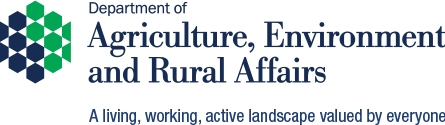 Department of
Agriculture, Environment
and Rural Affairs
A living, working, active landscape valued by everyone